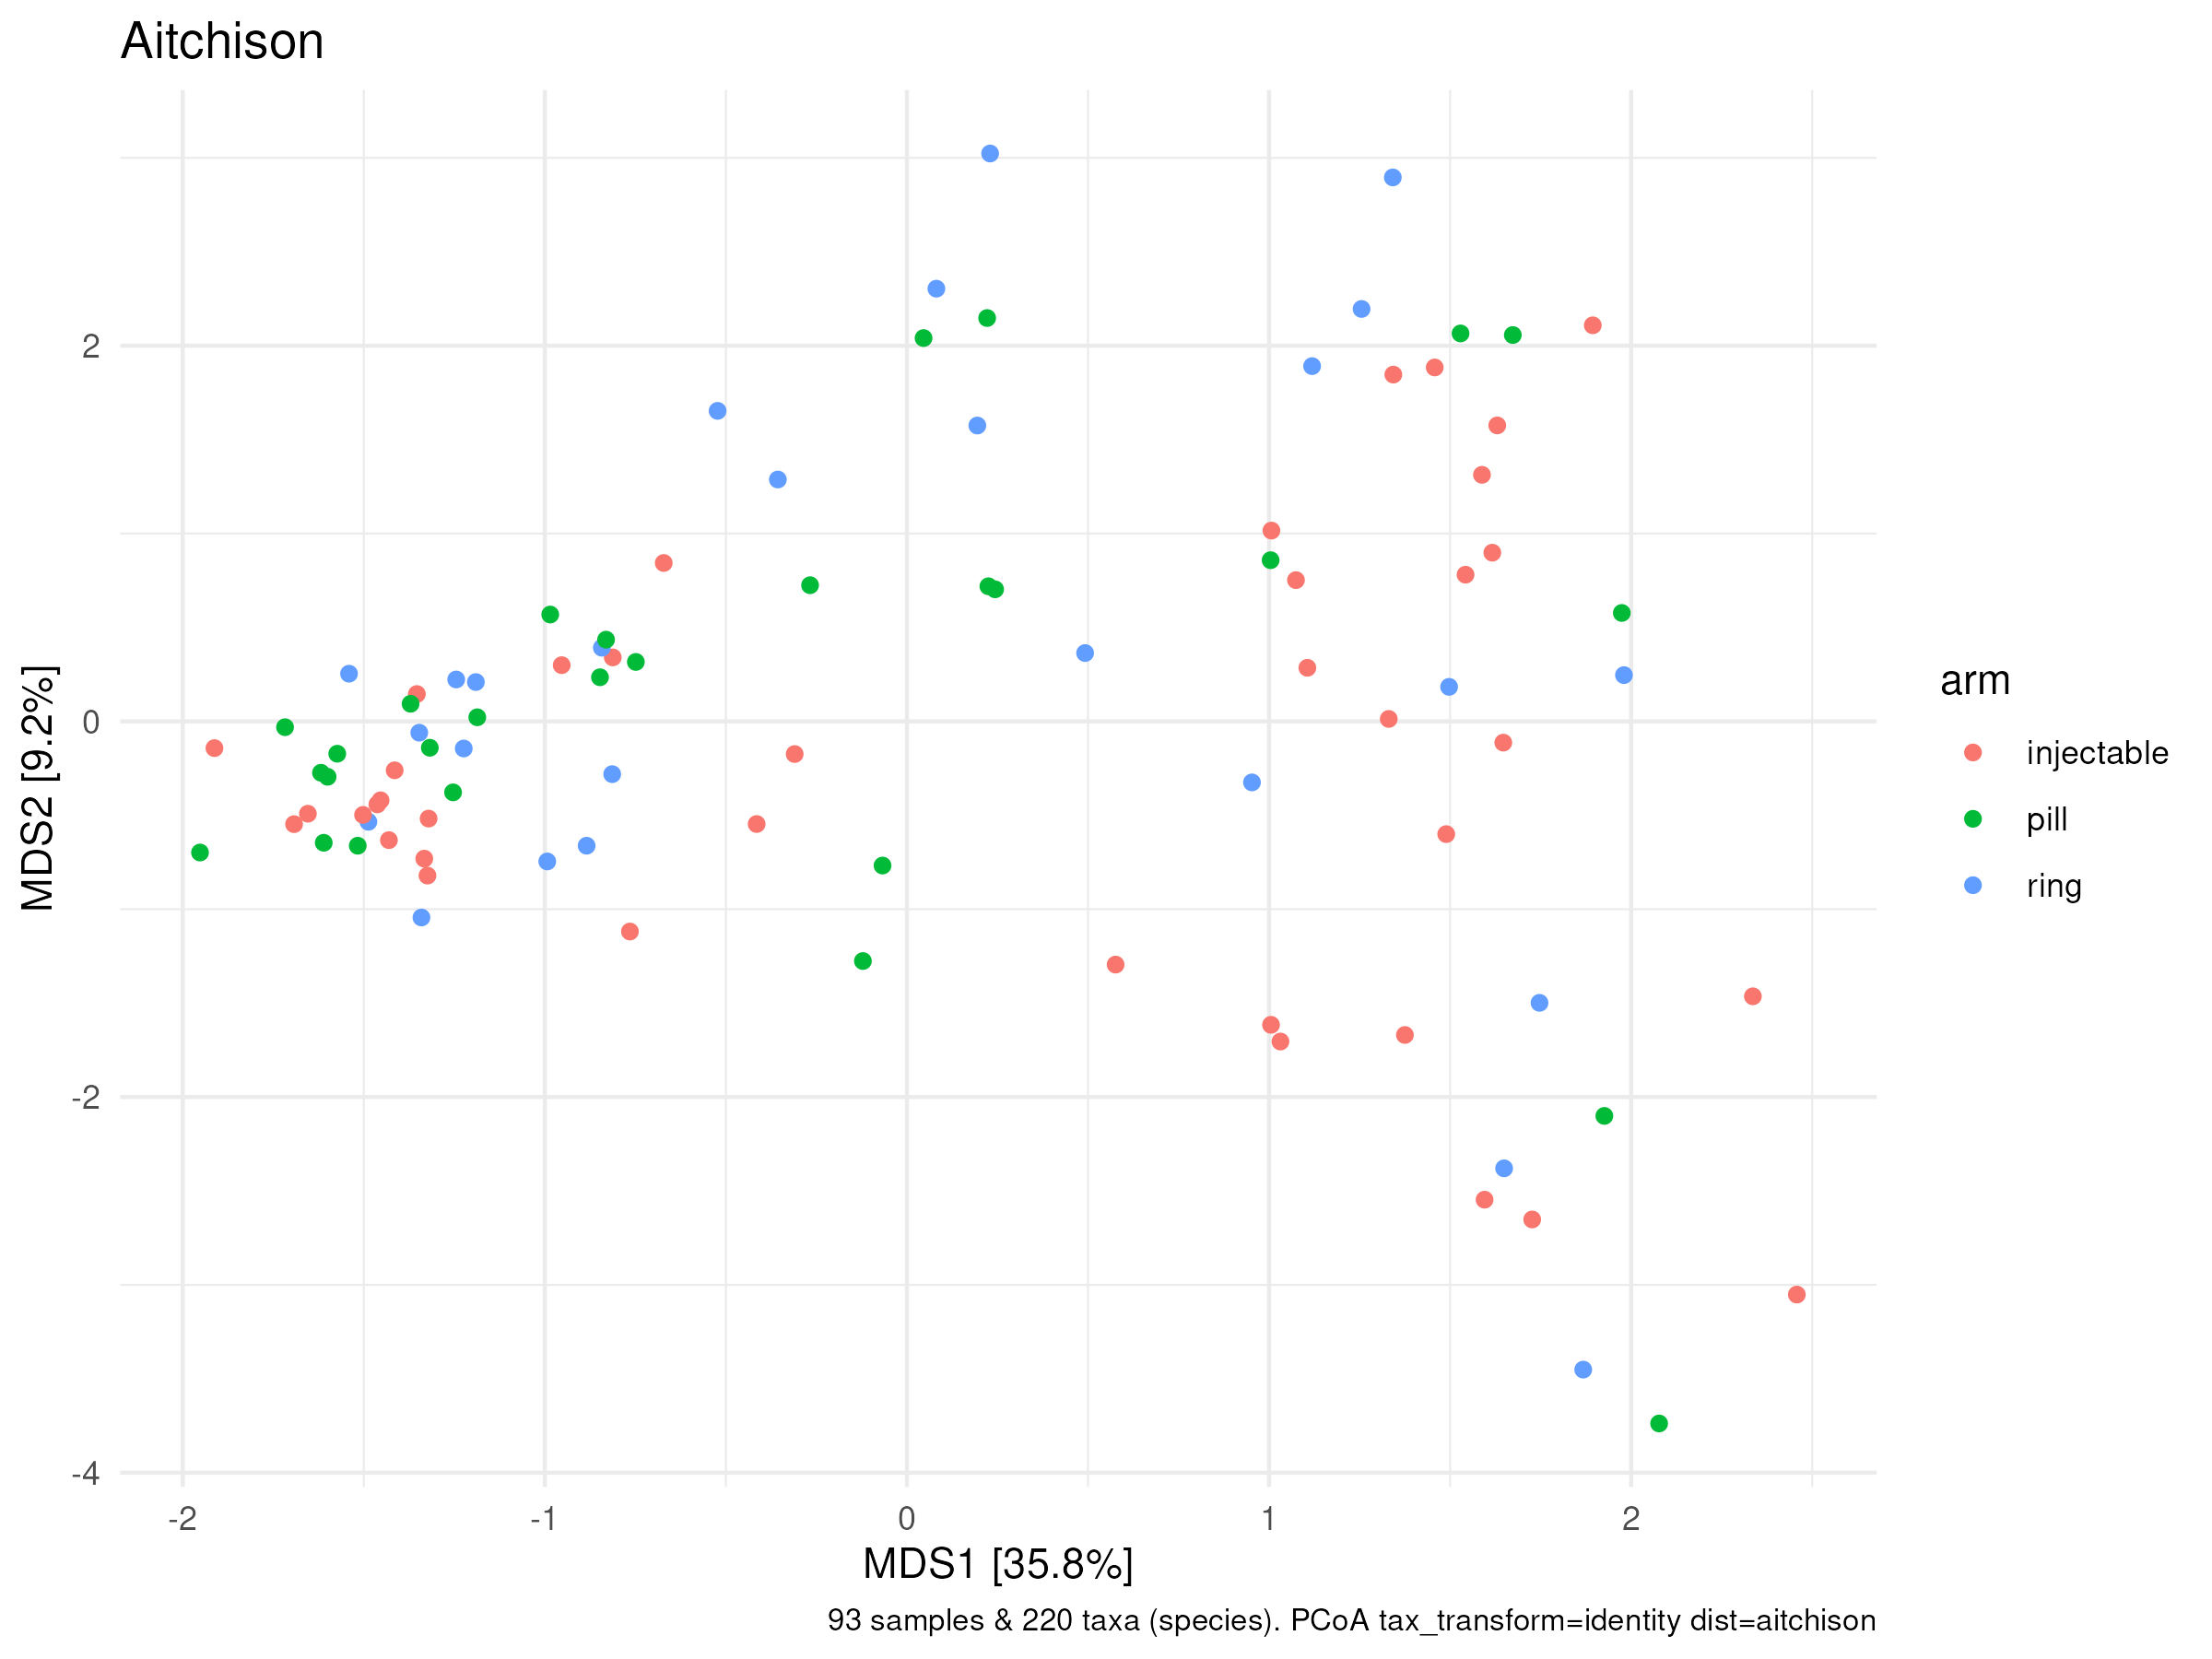 Aitchison
MDS2 [9.2%]
2
0
-2
-4
-2
-1
0
1
2
MDS1 [35.8%]
arm
injectable
pill
ring
93 samples & 220 taxa (species). PCoA tax_transform=identity dist=aitchison